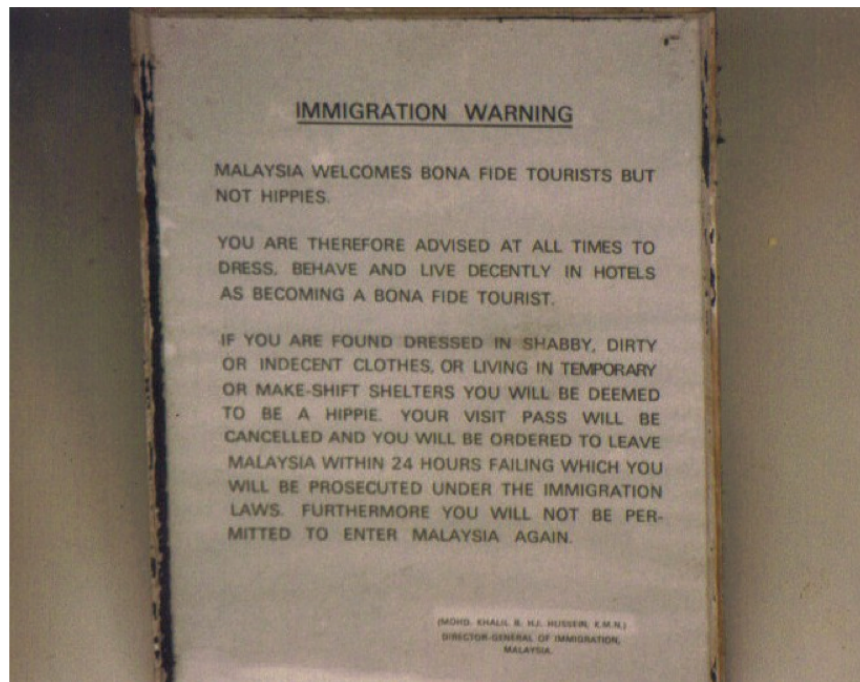 IMMIGRATION WARNING
MALAYSIA WELCOMES BONA FIDE TOURISTS BUT
NOT HIPPIES.
YOU ARE THEREFORE ADVISED AT ALL TIMES TO
DRESS, BEHAVE AND LIVE DECENTLY IN HOTELS
AS BECOMING A BONA FIDE TOURIST.
IF YOU ARE FOUND DRESSED IN SHABBY, DIRTY
OR INDECENT CLOTHES, OR LIVING IN TEMPORARY
OR MAKE-SHIFT SHELTERS YOU WILL BE DEEMED
TO BE A HIPPIE. YOUR VISIT PASS WILL BE
CANCELLED AND YOU WILL BE ORDERED TO LEAVE
MALAYSIA WITHIN 24 HOURS FAILING WHICH YOU
WILL BE PROSECUTED UNDER THE IMMIGRATION
LAWS. FURTHERMORE YOU WILL NOT BE PER-
MITTED TO ENTER MALAYSIA AGAIN.
(MOHD. KHALIL B. HJ. HUSSEIN, K.M.N.)
DIRECTOR-GENERAL OF IMMIGRATION,
MALAYSIA.